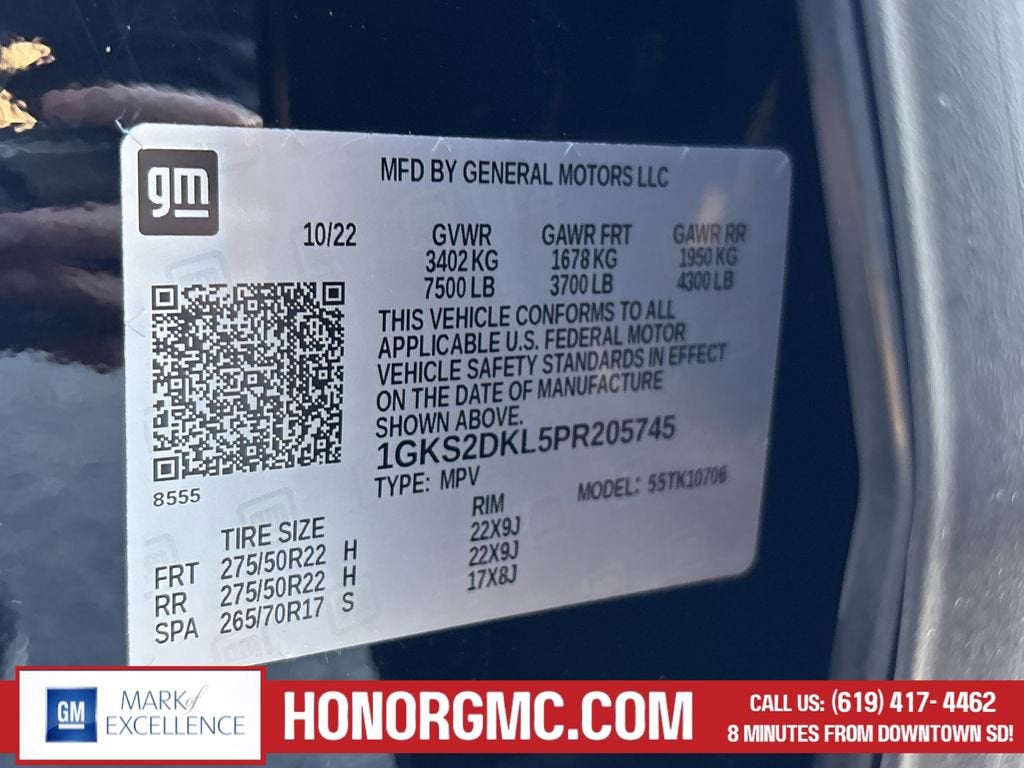 gm
MFD BY GENERAL MOTORS LLC
10/22 GVWR GAWR FRT GAWR RR
3402 KG 1678 KG 1950 KG
7500 LB 3700 LB 4300 LB
THIS VEHICLE CONFORMS TO ALL
APPLICABLE U.S. FEDERAL MOTOR
VEHICLE SAFETY STANDARDS IN EFFECT
ON THE DATE OF MANUFACTURE
SHOWN ABOVE.
1GKS2DKL5PR205745
TYPE: MPV MODEL: 55TK10706
8555
TIRE SIZE RIM
FRT 275/50R22 H 22X9J
RR 275/50R22 H 22X9J
SPA 265/70R17 S 17X8J
GM
MARK of
EXCELLENCE
HONORGMC.COM
CALL US: (619) 417- 4462
8 MINUTES FROM DOWNTOWN SD!